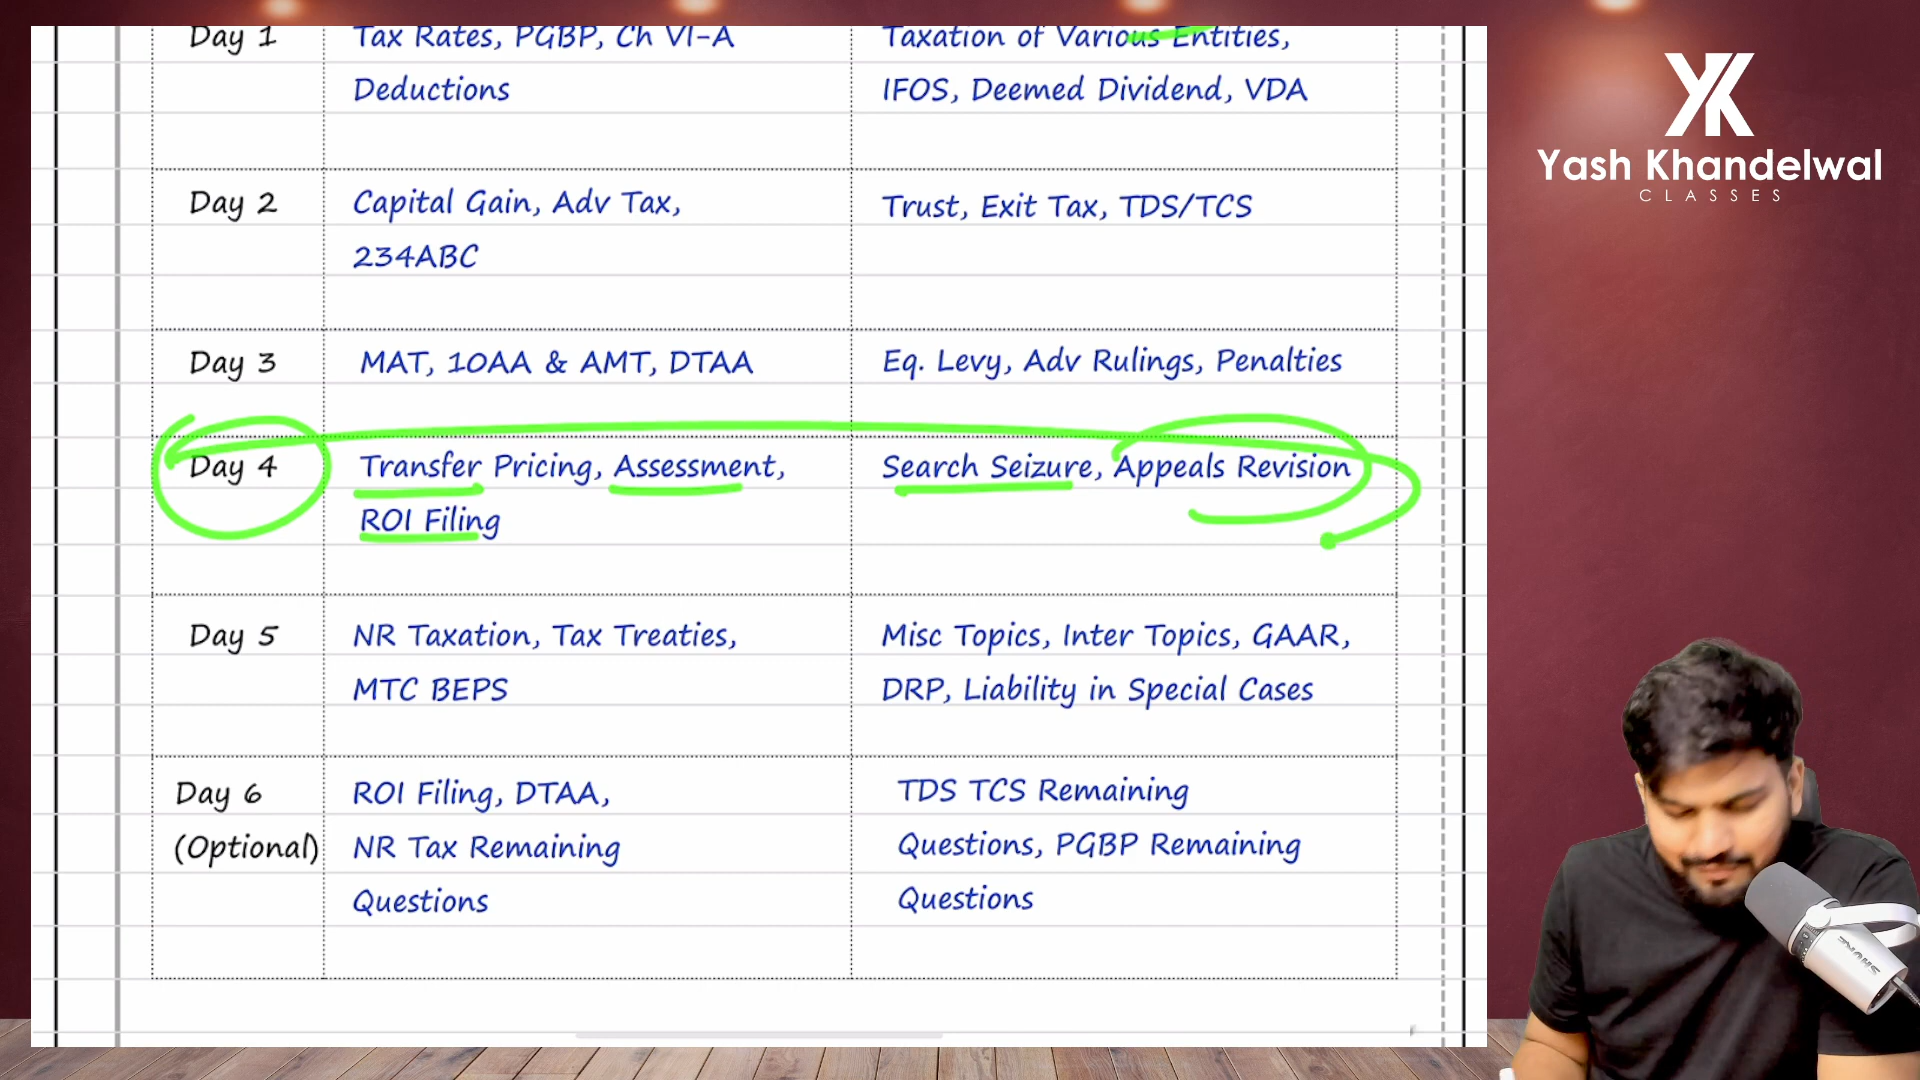 Day 1
Tax Rates, PGBP, Ch VI-A
Deductions
Taxation of Various Entities,
IFOS, Deemed Dividend, VDA
Day 2
Capital Gain, Adv Tax,
234ABC
Trust, Exit Tax, TDS/TCS
Day 3
MAT, 10AA & AMT, DTAA
Eq. Levy, Adv Rulings, Penalties
Day 4
Transfer Pricing, Assessment,
ROI Filing
Search Seizure, Appeals Revision
Day 5
NR Taxation, Tax Treaties,
MTC BEPS
Misc Topics, Inter Topics, GAAR,
DRP, Liability in Special Cases
Day 6
(Optional)
ROI Filing, DTAA,
NR Tax Remaining
Questions
TDS TCS Remaining
Questions, PGBP Remaining
Questions
YK
Yash Khandelwal
CLASSES
SHURE